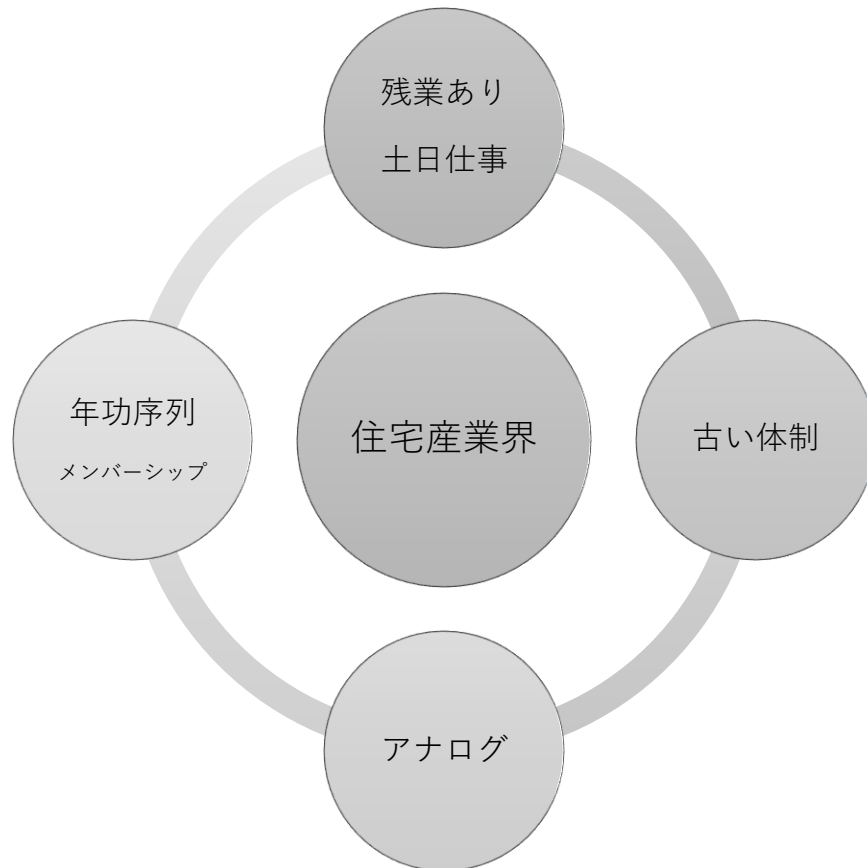 残業あり
土日仕事
年功序列
メンバーシップ
住宅産業界
古い体制
アナログ